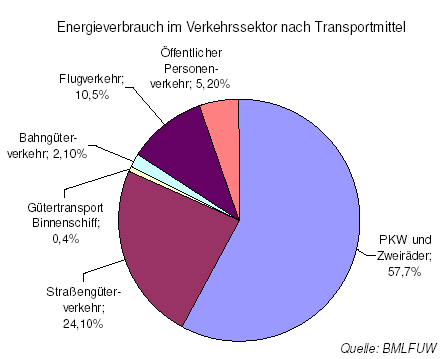 Energieverbrauch im Verkehrssektor nach Transportmittel
Öffentlicher
Personen-
verkehr; 5,20%
Flugverkehr;
10,5%
Bahngüter-
verkehr; 2,10%
Gütertransport
Binnenschiff;
0,4%
Straßengüter-
verkehr;
24,10%
PKW und
Zweiräder;
57,7%
Quelle: BMLFUW